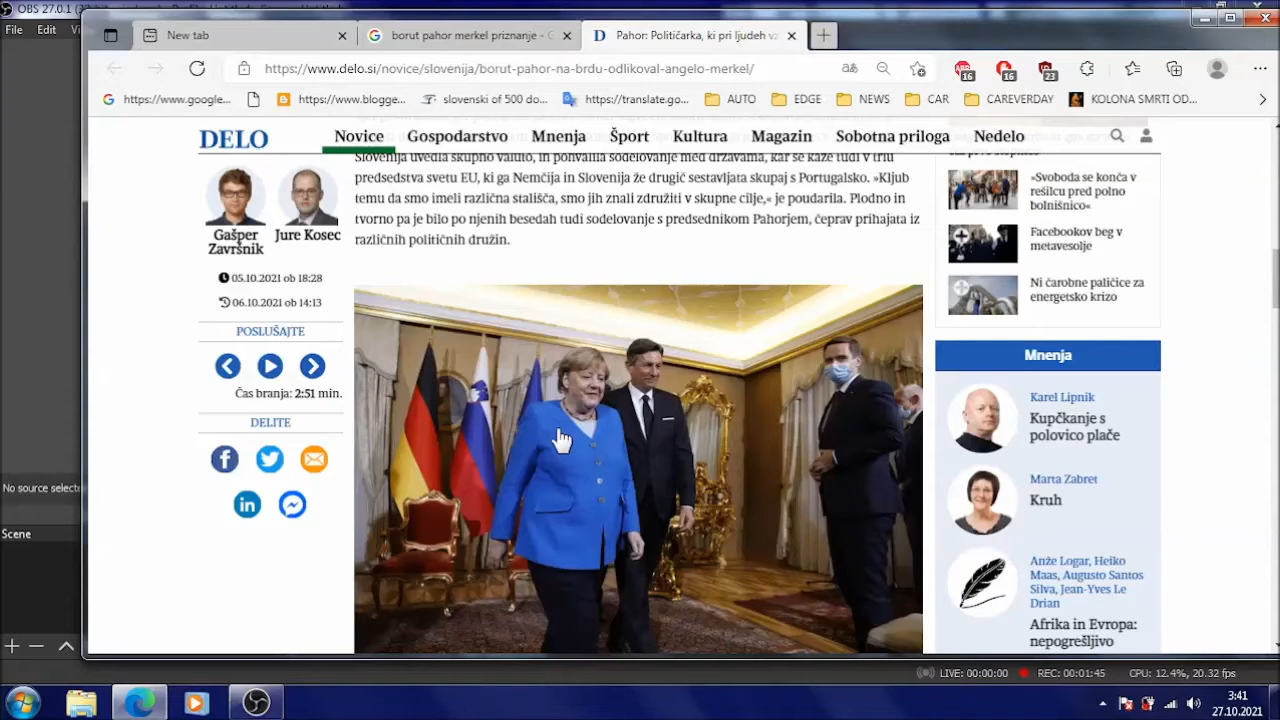 OBS 27.0.1
File Edit
New tab
borut pahor merkel priznanje - G
Pahor: Političarka, ki pri ljudeh vz
https://www.delo.si/novice/slovenija/borut-pahor-na-brdu-odlikoval-angelo-merkel/
16
16
23
https://www.google...
https://www.blogge...
slovenski of 500 do...
https://translate.go...
AUTO
EDGE
NEWS
CAR
CAREVERDAY
KOLONA SMRTI OD...
DELO
Novice
Gospodarstvo
Mnenja
Šport
Kultura
Magazin
Sobotna priloga
Nedelo
Slovenija uvedla skupno valuto, in pohvalila sodelovanje med državama, kar se kaže tudi v triu
predsedstva svetu EU, ki ga Nemčija in Slovenija že drugič sestavljata skupaj s Portugalsko. »Kljub
temu da smo imeli različna stališča, smo jih znali združiti v skupne cilje,« je poudarila. Plodno in
tvorno pa je bilo po njenih besedah tudi sodelovanje s predsednikom Pahorjem, čeprav prihajata iz
različnih političnih družin.
Gašper
Završnik
Jure Kosec
05.10.2021 ob 18:28
06.10.2021 ob 14:13
POSLUŠAJTE
Čas branja: 2:51 min.
DELITE
»Svoboda se konča v
rešilcu pred polno
bolnišnico«
Facebookov beg v
metavesolje
Ni čarobne paličice za
energetsko krizo
Mnenja
Karel Lipnik
Kupčkanje s
polovico plače
Marta Zabret
Kruh
Anže Logar, Heiko
Maas, Augusto Santos
Silva, Jean-Yves Le
Drian
Afrika in Evropa:
nepogrešljivo
No source selecte
Scene
LIVE: 00:00:00
REC: 00:01:45
CPU: 12.4%, 20.32 fps
3:41
27.10.2021